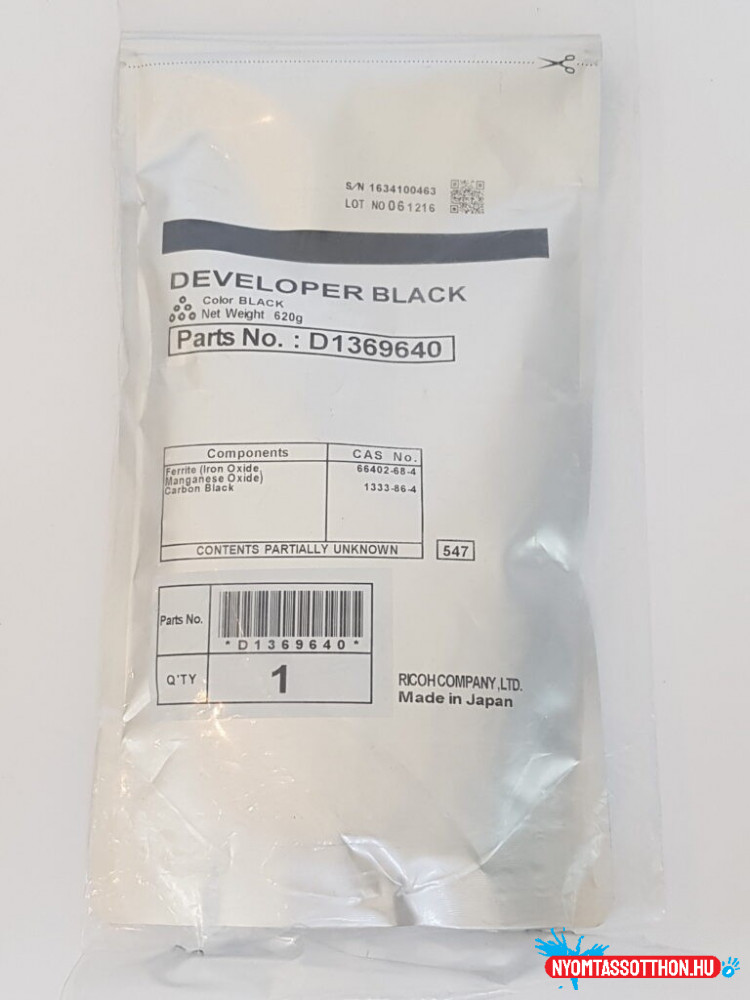 S/N 1634100463
LOT NO 061216
DEVELOPER BLACK
Color BLACK
Net Weight 620g
Parts No. : D1369640
Components CAS No.
Ferrite (Iron Oxide, 66402-68-4
Manganese Oxide)
Carbon Black 1333-86-4
CONTENTS PARTIALLY UNKNOWN 547
Parts No.
*D1369640*
Q'TY 1
RICOH COMPANY,LTD.
Made in Japan
NYOMTASSOTTHON.HU